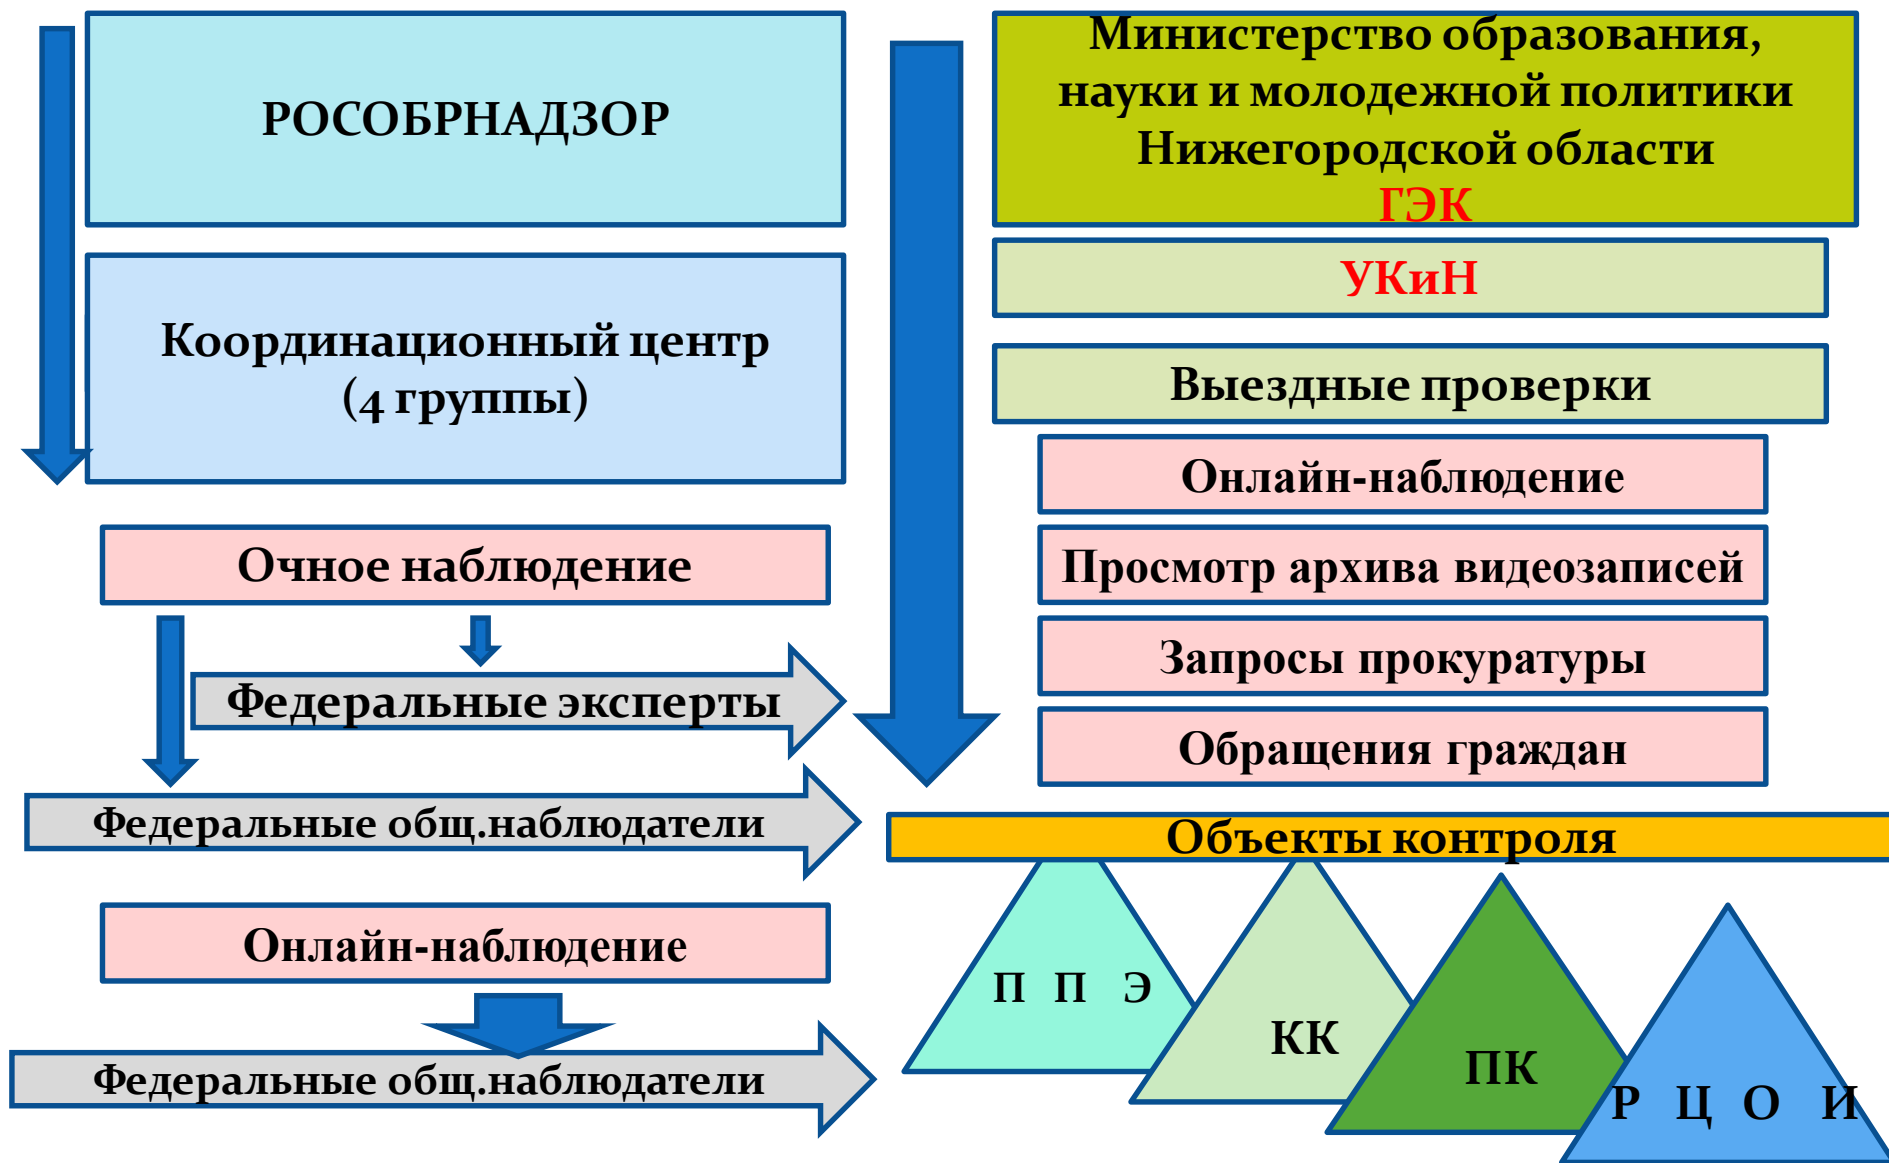 РОСОБРНАДЗОР
Координационный центр
(4 группы)
Очное наблюдение
Федеральные эксперты
Федеральные общ.наблюдатели
Онлайн-наблюдение
Федеральные общ.наблюдатели
Министерство образования,
науки и молодежной политики
Нижегородской области
ГЭК
УКиН
Выездные проверки
Онлайн-наблюдение
Просмотр архива видеозаписей
Запросы прокуратуры
Обращения граждан
Объекты контроля
П П Э
КК
ПК
Р Ц О И